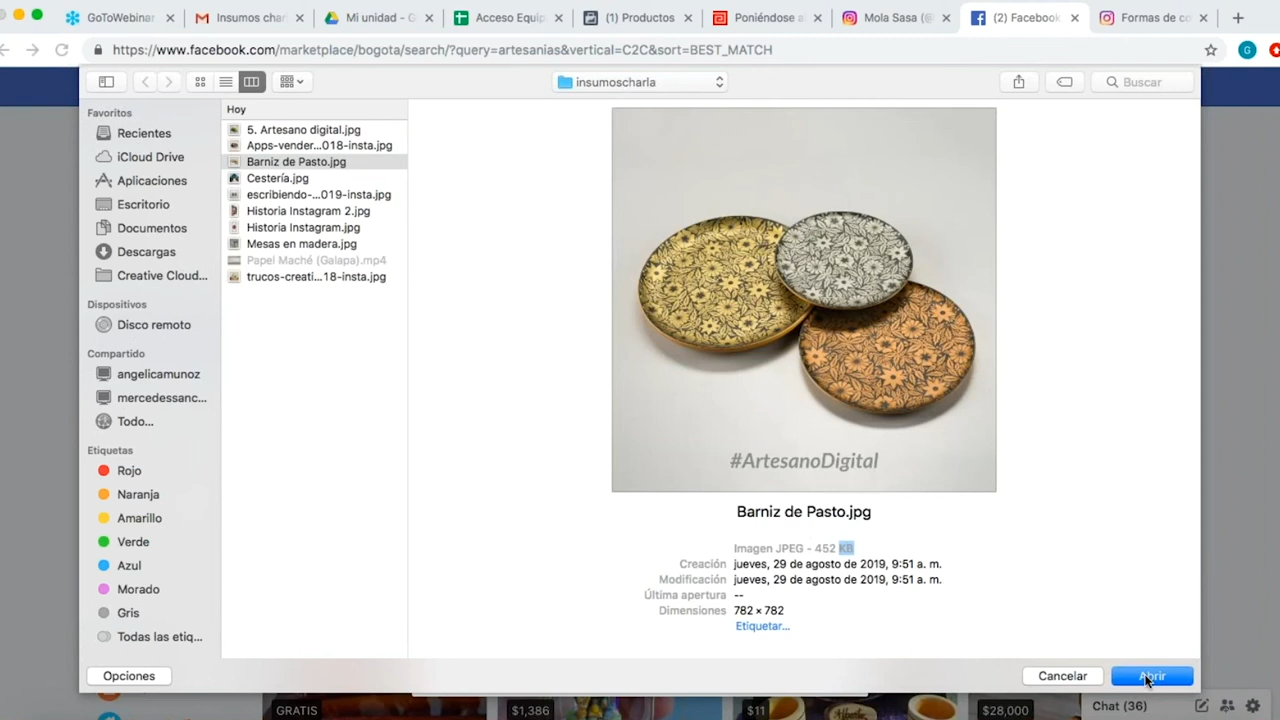 GoToWebinar
Insumos char
Mi unidad - G
Acceso Equip
(1) Productos
Poniéndose a
Mola Sasa (@
(2) Facebook
Formas de co
https://www.facebook.com/marketplace/bogota/search/?query=artesanias&vertical=C2C&sort=BEST_MATCH
G
insumoscharla
Buscar
Favoritos
Recientes
iCloud Drive
Aplicaciones
Escritorio
Documentos
Descargas
Creative Cloud...
Dispositivos
Disco remoto
Compartido
angelicamunoz
mercedessanc...
Todo...
Etiquetas
Rojo
Naranja
Amarillo
Verde
Azul
Morado
Gris
Todas las etiq...
Hoy
5. Artesano digital.jpg
Apps-vender...018-insta.jpg
Barniz de Pasto.jpg
Cestería.jpg
escribiendo-...019-insta.jpg
Historia Instagram 2.jpg
Historia Instagram.jpg
Mesas en madera.jpg
Papel Maché (Galapa).mp4
trucos-creati...18-insta.jpg
#ArtesanoDigital
Barniz de Pasto.jpg
Imagen JPEG - 452 KB
Creación jueves, 29 de agosto de 2019, 9:51 a. m.
Modificación jueves, 29 de agosto de 2019, 9:51 a. m.
Última apertura --
Dimensiones 782 × 782
Etiquetar...
Opciones
Cancelar
Abrir
GRATIS
$1,386
$11
$28,000
Chat (36)